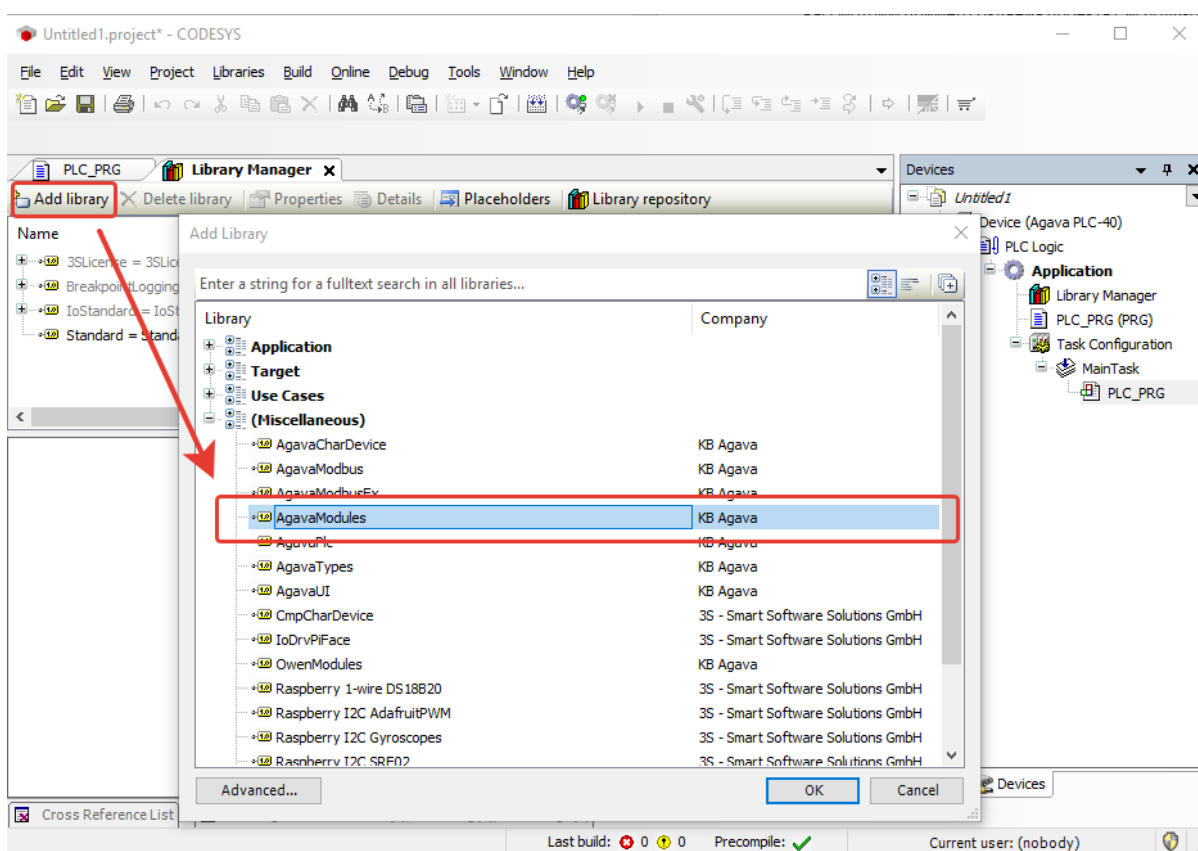 Untitled1.project* - CODESYS
File Edit View Project Libraries Build Online Debug Tools Window Help
PLC_PRG Library Manager
Devices
Add library Delete library Properties Details Placeholders Library repository
Untitled1
Device (Agava PLC-40)
PLC Logic
Application
Library Manager
PLC_PRG (PRG)
Task Configuration
MainTask
PLC_PRG
Name
3SLicense = 3SLice
BreakpointLogging
IoStandard = IoSt
Standard = Standa
Add Library
Enter a string for a fulltext search in all libraries...
Library Company
Application
Target
Use Cases
(Miscellaneous)
AgavaCharDevice KB Agava
AgavaModbus KB Agava
AgavaModbusEx KB Agava
AgavaModules KB Agava
AgavaPlc KB Agava
AgavaTypes KB Agava
AgavaUI KB Agava
CmpCharDevice 3S - Smart Software Solutions GmbH
IoDrvPiFace 3S - Smart Software Solutions GmbH
OwenModules KB Agava
Raspberry 1-wire DS18B20 3S - Smart Software Solutions GmbH
Raspberry I2C AdafruitPWM 3S - Smart Software Solutions GmbH
Raspberry I2C Gyroscopes 3S - Smart Software Solutions GmbH
Raspberry I2C SRF02 3S - Smart Software Solutions GmbH
Advanced... OK Cancel
Devices
Cross Reference List
Last build: 0 0 Precompile: Current user: (nobody)